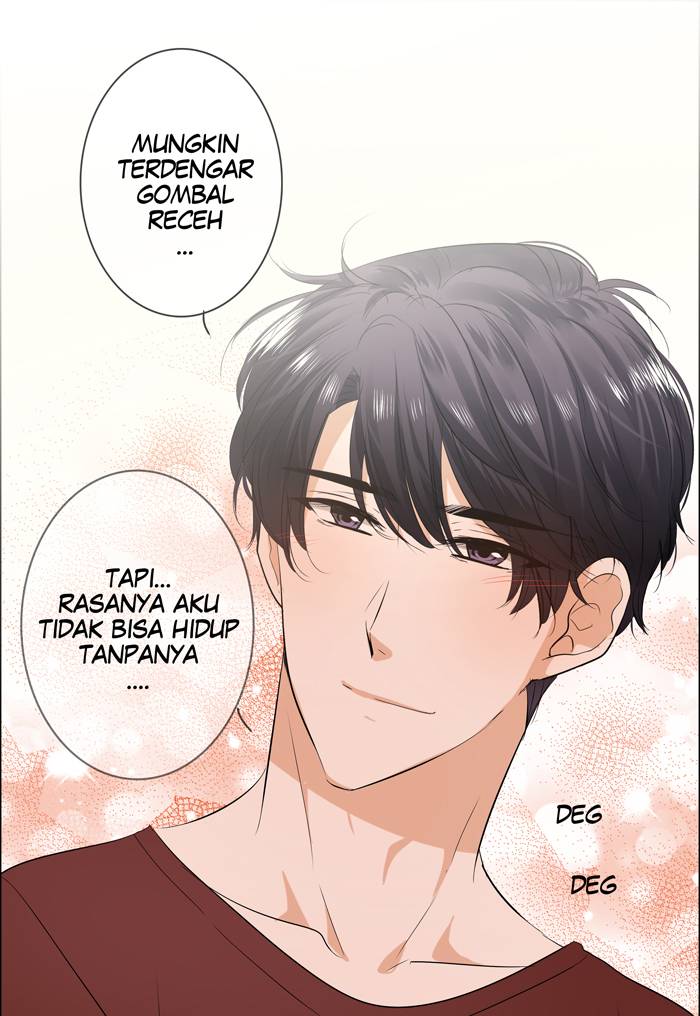 MUNGKIN
TERDENGAR
GOMBAL
RECEH
...
TAPI...
RASANYA AKU
TIDAK BISA HIDUP
TANPANYA
....
DEG
DEG